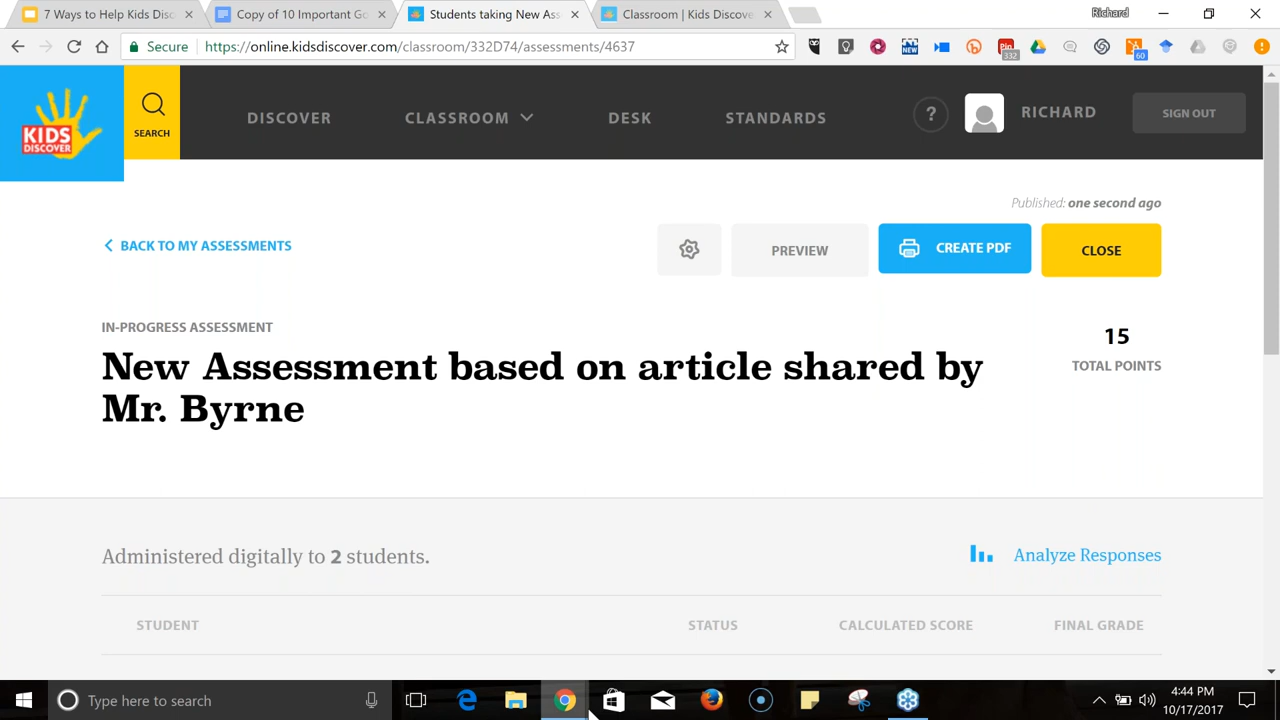 7 Ways to Help Kids Disc
Copy of 10 Important Go
Students taking New Ass
Classroom | Kids Discove
Richard
Secure
https://online.kidsdiscover.com/classroom/332D74/assessments/4637
NEW
332
60
KIDS
DISCOVER
SEARCH
DISCOVER
CLASSROOM
DESK
STANDARDS
?
RICHARD
SIGN OUT
Published: one second ago
BACK TO MY ASSESSMENTS
PREVIEW
CREATE PDF
CLOSE
IN-PROGRESS ASSESSMENT
New Assessment based on article shared by
Mr. Byrne
15
TOTAL POINTS
Administered digitally to 2 students.
Analyze Responses
STUDENT
STATUS
CALCULATED SCORE
FINAL GRADE
Type here to search
4:44 PM
10/17/2017